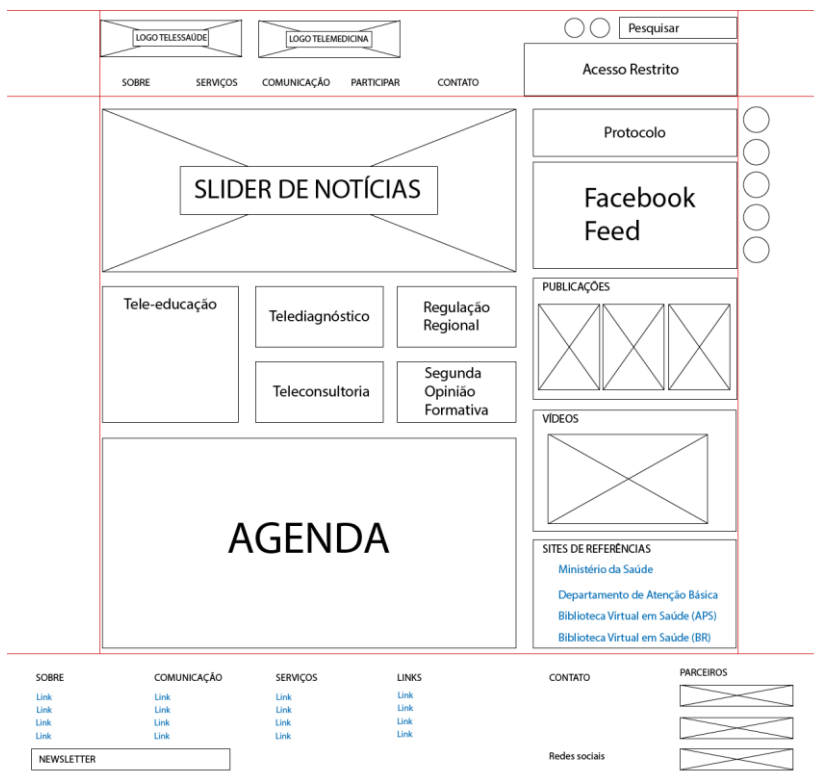 LOGO TELESSAÚDE
LOGO TELEMEDICINA
Pesquisar
Acesso Restrito
SOBRE
SERVIÇOS
COMUNICAÇÃO
PARTICIPAR
CONTATO
SLIDER DE NOTÍCIAS
Protocolo
Facebook
Feed
Tele-educação
Telediagnóstico
Regulação
Regional
Teleconsultoria
Segunda
Opinião
Formativa
PUBLICAÇÕES
VÍDEOS
AGENDA
SITES DE REFERÊNCIAS
Ministério da Saúde
Departamento de Atenção Básica
Biblioteca Virtual em Saúde (APS)
Biblioteca Virtual em Saúde (BR)
SOBRE
Link
Link
Link
Link
COMUNICAÇÃO
Link
Link
Link
Link
SERVIÇOS
Link
Link
Link
Link
LINKS
Link
Link
Link
Link
CONTATO
PARCEIROS
NEWSLETTER
Redes sociais